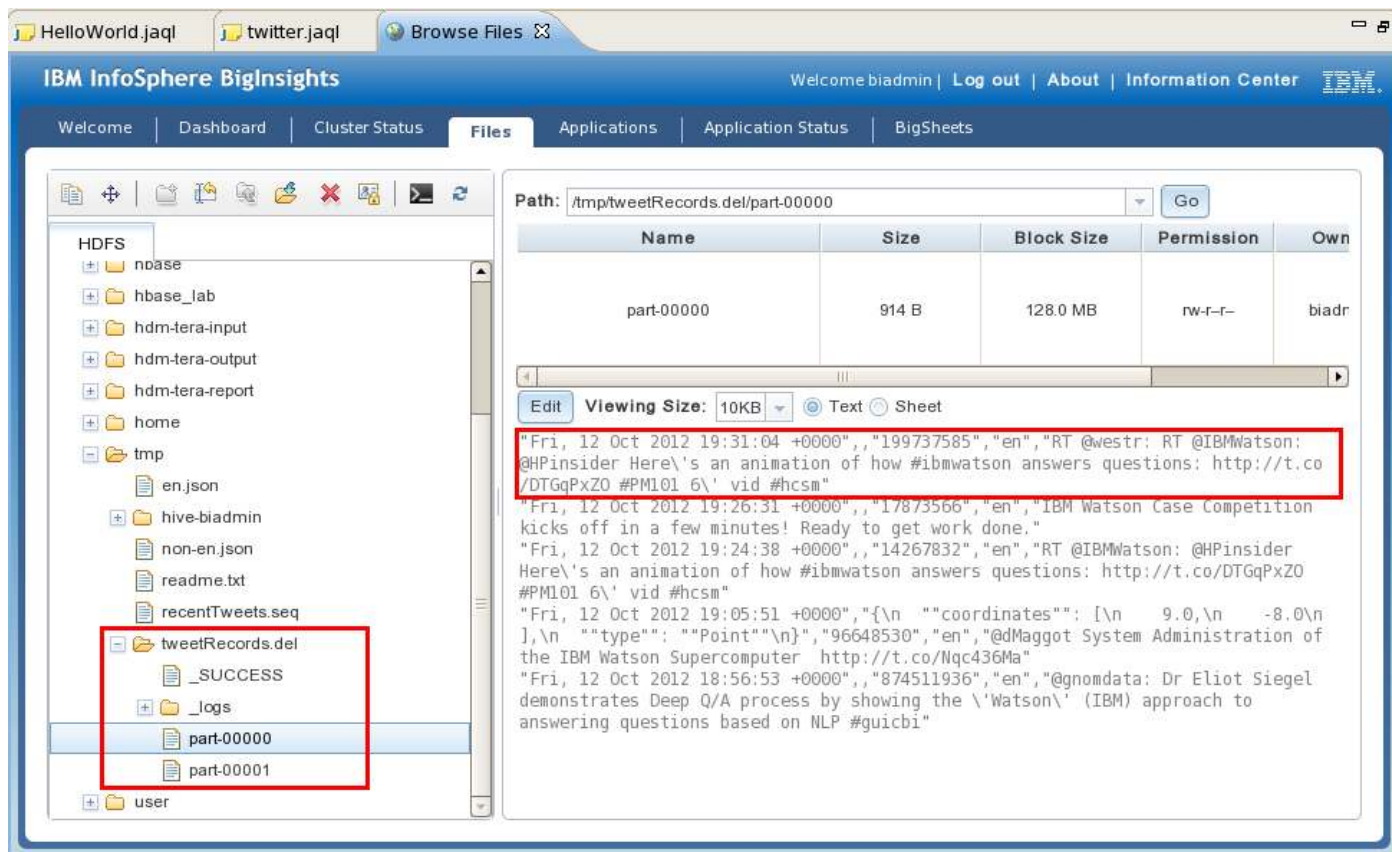 HelloWorld.jaql twitter.jaql Browse Files
IBM InfoSphere BigInsights
Welcome biadmin | Log out | About | Information Center IBM.
Welcome | Dashboard | Cluster Status Files Applications | Application Status | BigSheets
HDFS
hbase
hbase_lab
hdm-tera-input
hdm-tera-output
hdm-tera-report
home
tmp
en.json
hive-biadmin
non-en.json
readme.txt
recentTweets.seq
tweetRecords.del
_SUCCESS
_logs
part-00000
part-00001
user
Path: /tmp/tweetRecords.del/part-00000 Go
Name Size Block Size Permission Own
part-00000 914 B 128.0 MB rw-r--r-- biadr
Edit Viewing Size: 10KB Text Sheet
"Fri, 12 Oct 2012 19:31:04 +0000",,"199737585","en","RT @westr: RT @IBMWatson:
@HPinsider Here\'s an animation of how #ibmwatson answers questions: http://t.co
/DTGqPxZO #PM101 6\' vid #hcsm"
"Fri, 12 Oct 2012 19:26:31 +0000",,"17873566","en","IBM Watson Case Competition
kicks off in a few minutes! Ready to get work done."
"Fri, 12 Oct 2012 19:24:38 +0000",,"14267832","en","RT @IBMWatson: @HPinsider
Here\'s an animation of how #ibmwatson answers questions: http://t.co/DTGqPxZO
#PM101 6\' vid #hcsm"
"Fri, 12 Oct 2012 19:05:51 +0000","{\n ""coordinates"": [\n 9.0,\n -8.0\n
],\n ""type"": ""Point""\n}","96648530","en","@dMaggot System Administration of
the IBM Watson Supercomputer http://t.co/Nqc436Ma"
"Fri, 12 Oct 2012 18:56:53 +0000",,"874511936","en","@gnomdata: Dr Eliot Siegel
demonstrates Deep Q/A process by showing the \'Watson\' (IBM) approach to
answering questions based on NLP #quicbi"